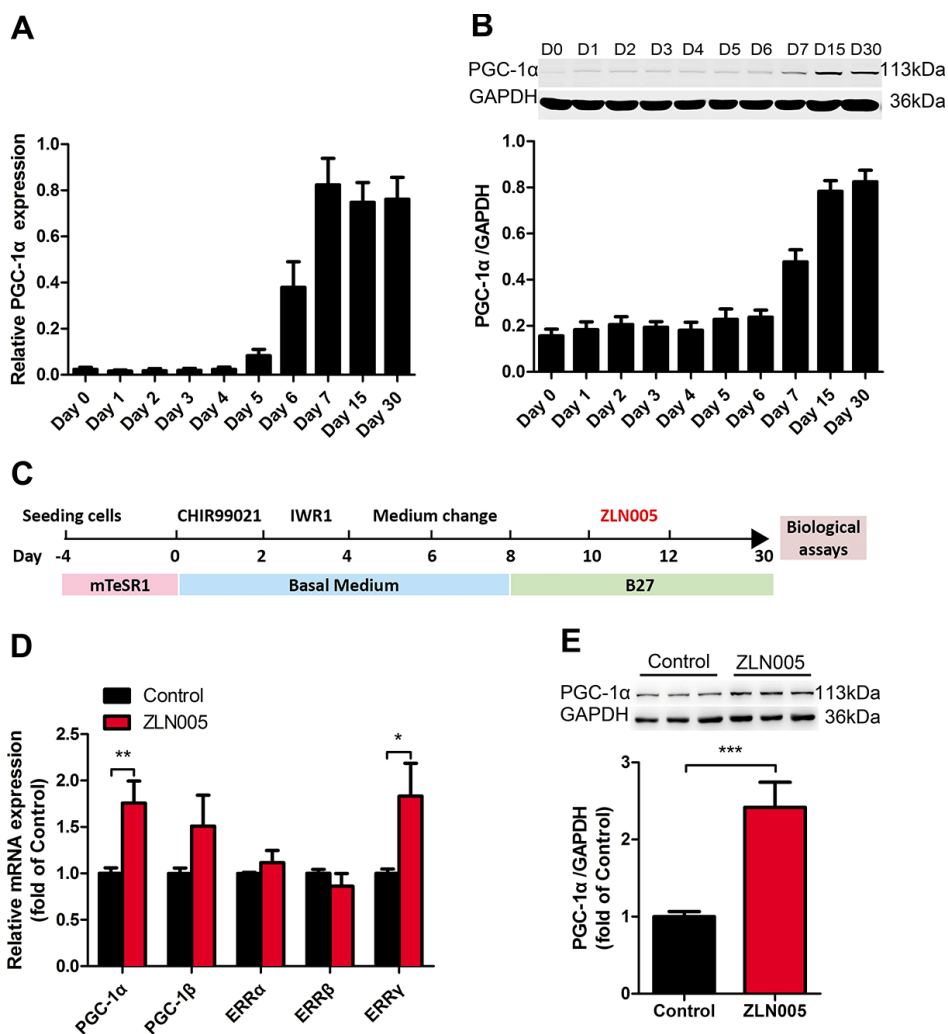 A
Relative PGC-1α expression
1.0
0.8
0.6
0.4
0.2
0.0
Day 0
Day 1
Day 2
Day 3
Day 4
Day 5
Day 6
Day 7
Day 15
Day 30
B
D0 D1 D2 D3 D4 D5 D6 D7 D15 D30
PGC-1α 113kDa
GAPDH 36kDa
PGC-1α /GAPDH
1.0
0.8
0.6
0.4
0.2
0.0
Day 0
Day 1
Day 2
Day 3
Day 4
Day 5
Day 6
Day 7
Day 15
Day 30
C
Seeding cells CHIR99021 IWR1 Medium change ZLN005
Day -4 0 2 4 6 8 10 12 30
Biological
assays
mTeSR1 Basal Medium B27
D
Control
ZLN005
Relative mRNA expression
(fold of Control)
2.5
2.0
1.5
1.0
0.5
0.0
** *
PGC-1α
PGC-1β
ERRα
ERRβ
ERRγ
E
Control ZLN005
PGC-1α 113kDa
GAPDH 36kDa
PGC-1α /GAPDH
(fold of Control)
3
2
1
0
***
Control ZLN005